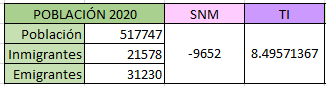 POBLACIÓN 2020 SNM TI
Población 517747
Inmigrantes 21578 -9652 8.49571367
Emigrantes 31230